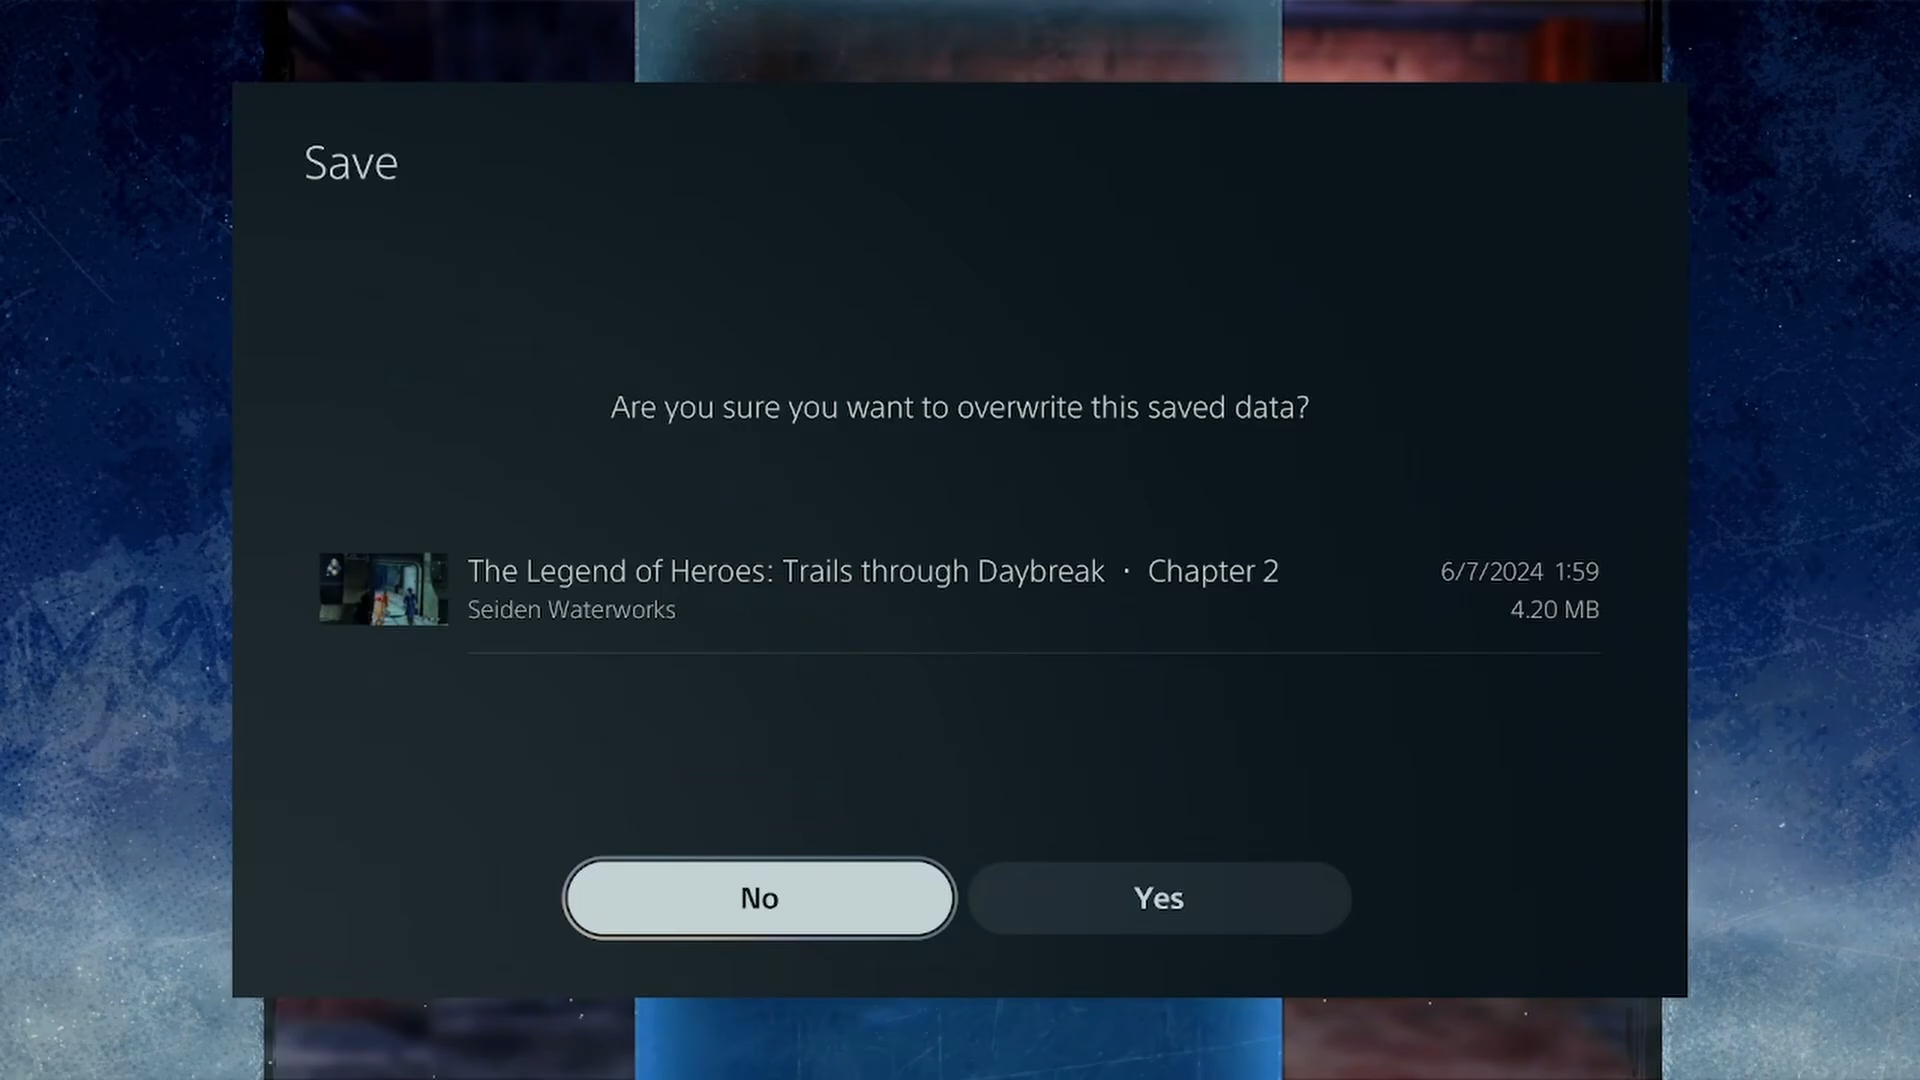 Save
Are you sure you want to overwrite this saved data?
The Legend of Heroes: Trails through Daybreak · Chapter 2
6/7/2024 1:59
Seiden Waterworks
4.20 MB
No
Yes